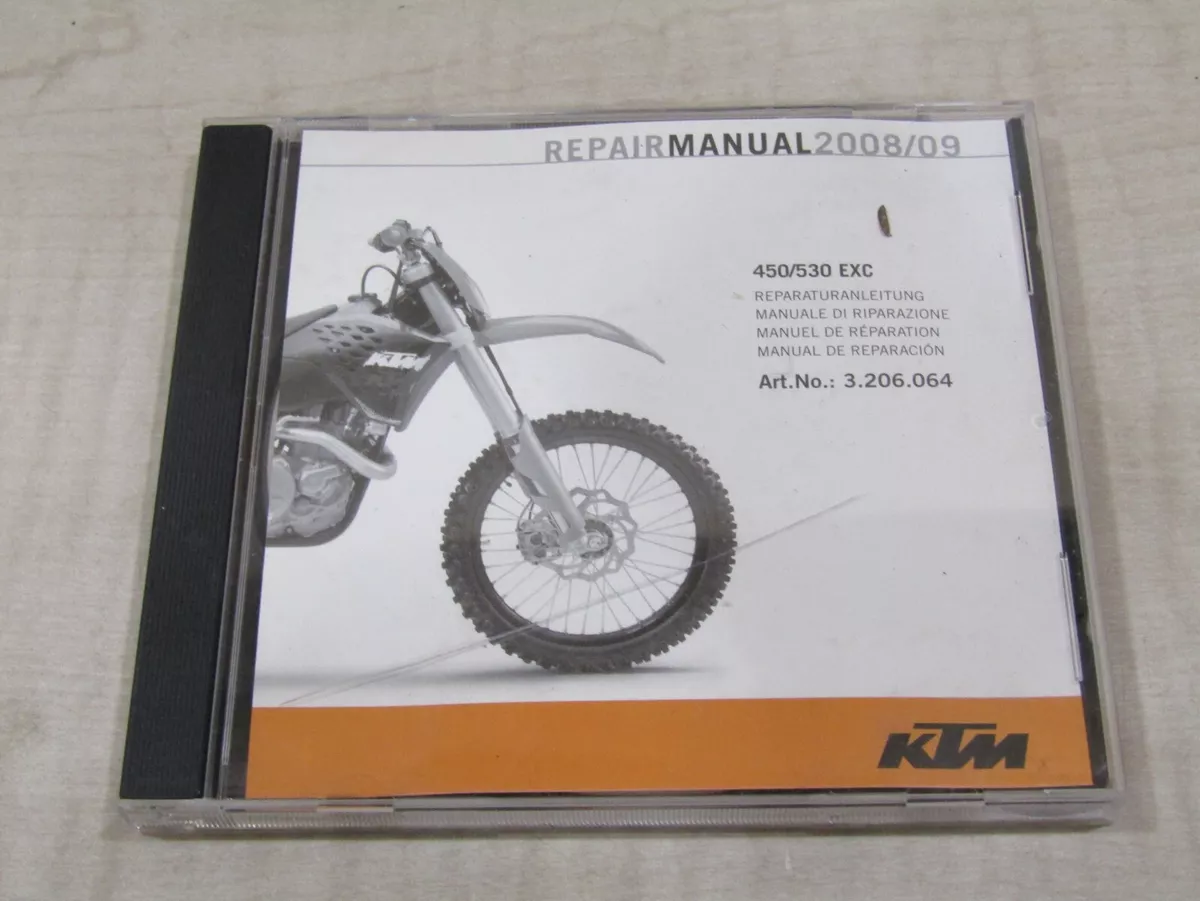 REPAIRMANUAL2008/09
450/530 EXC
REPARATURANLEITUNG
MANUALE DI RIPARAZIONE
MANUEL DE RÉPARATION
MANUAL DE REPARACIÓN
Art.No.: 3.206.064
KTM
KTM